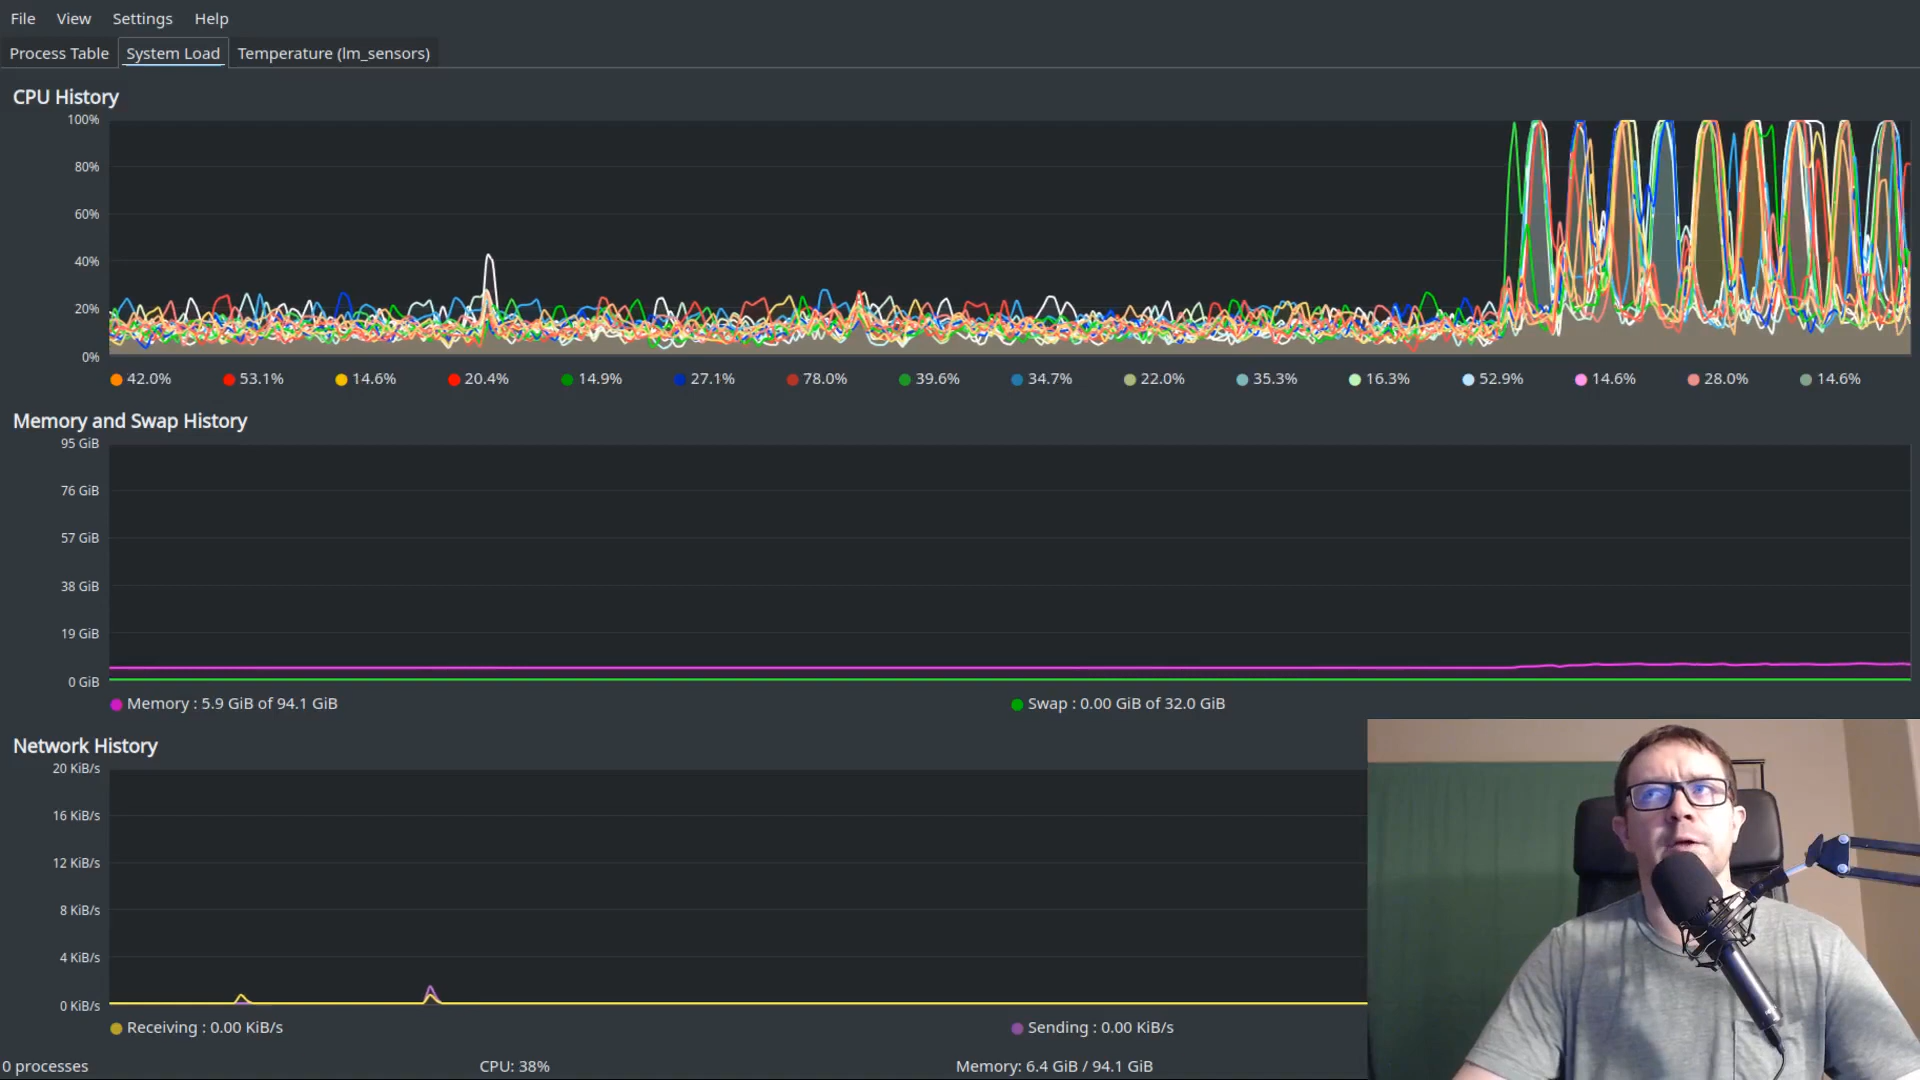 File View Settings Help
Process Table System Load Temperature (lm_sensors)
CPU History
100%
80%
60%
40%
20%
0%
42.0% 53.1% 14.6% 20.4% 14.9% 27.1% 78.0% 39.6% 34.7% 22.0% 35.3% 16.3% 52.9% 14.6% 28.0% 14.6%
Memory and Swap History
95 GiB
76 GiB
57 GiB
38 GiB
19 GiB
0 GiB
Memory : 5.9 GiB of 94.1 GiB Swap : 0.00 GiB of 32.0 GiB
Network History
20 KiB/s
16 KiB/s
12 KiB/s
8 KiB/s
4 KiB/s
0 KiB/s
Receiving : 0.00 KiB/s Sending : 0.00 KiB/s
0 processes CPU: 38% Memory: 6.4 GiB / 94.1 GiB